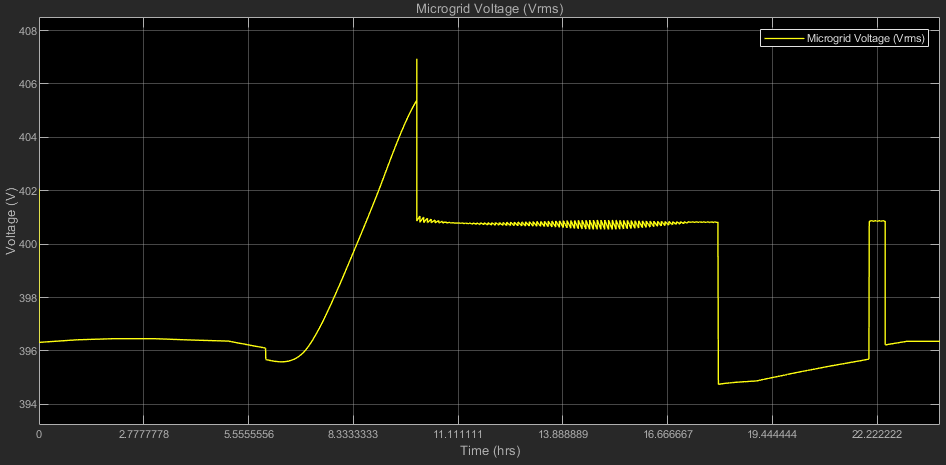 Microgrid Voltage (Vrms)
408
Microgrid Voltage (Vrms)
406
404
402
400
398
396
394
Voltage (V)
0 2.7777778 5.5555556 8.3333333 11.111111 13.888889 16.666667 19.444444 22.222222
Time (hrs)